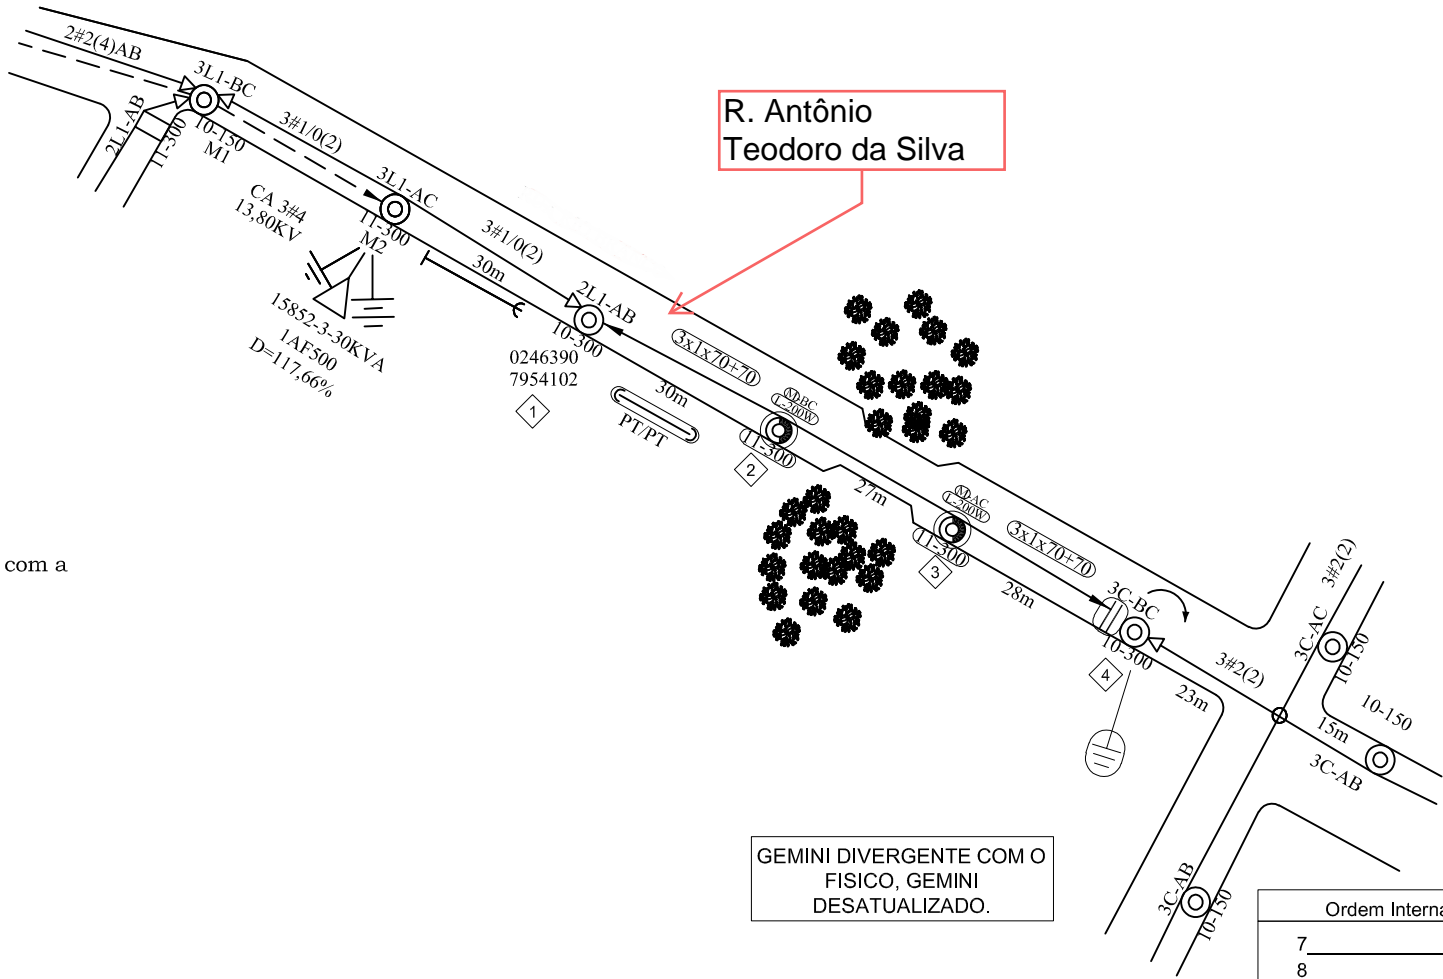 2#2(4)AB
3L1-BC
2L1-AB
11-300
10-150
M1
3#1/0(2)
3L1-AC
11-300
M2
CA 3#4
13,80KV
15852-3-30KVA
1AF500
D=117,66%
30m
3#1/0(2)
2L1-AB
10-300
0246390
7954102
1
R. Antônio
Teodoro da Silva
3x1x70+70
30m
PT/PT
M-BC
L-200W
11-300
2
27m
M-AC
L-200W
11-300
3
3x1x70+70
28m
3C-BC
10-300
4
3#2(2)
23m
3#2(2)
3C-AC
10-150
10-150
15m
3C-AB
3C-AB
10-150
com a
GEMINI DIVERGENTE COM O
FISICO, GEMINI
DESATUALIZADO.
Ordem Interna
7
8